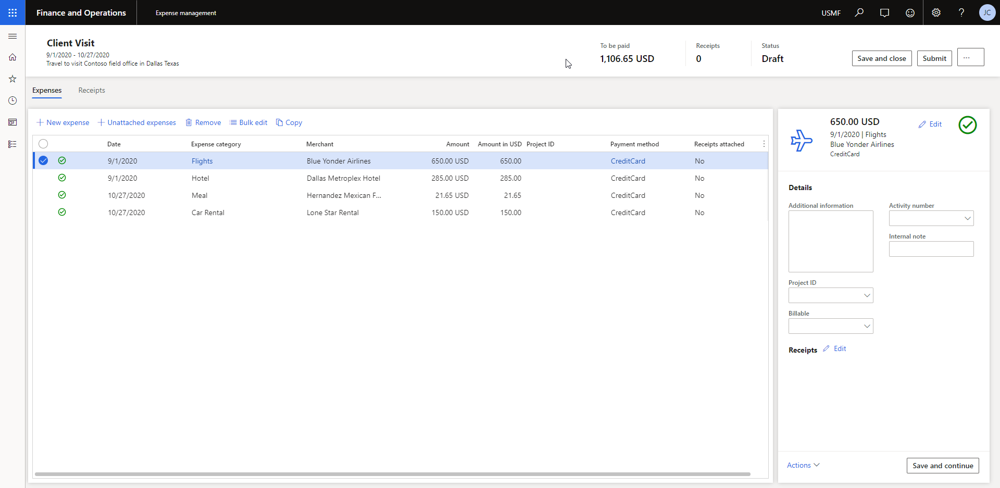 Finance and Operations
Expense management
USMF
?
JC
Client Visit
9/1/2020 - 10/27/2020
Travel to visit Contoso field office in Dallas Texas
To be paid
1,106.65 USD
Receipts
0
Status
Draft
Save and close
Submit
...
Expenses
Receipts
New expense
Unattached expenses
Remove
Bulk edit
Copy
Date Expense category Merchant Amount Amount in USD Project ID Payment method Receipts attached
9/1/2020 Flights Blue Yonder Airlines 650.00 USD 650.00 CreditCard No
9/1/2020 Hotel Dallas Metroplex Hotel 285.00 USD 285.00 CreditCard No
10/27/2020 Meal Hernandez Mexican F... 21.65 USD 21.65 CreditCard No
10/27/2020 Car Rental Lone Star Rental 150.00 USD 150.00 CreditCard No
650.00 USD
Edit
9/1/2020 | Flights
Blue Yonder Airlines
CreditCard
Details
Additional information
Activity number
Internal note
Project ID
Billable
Receipts
Edit
Actions
Save and continue